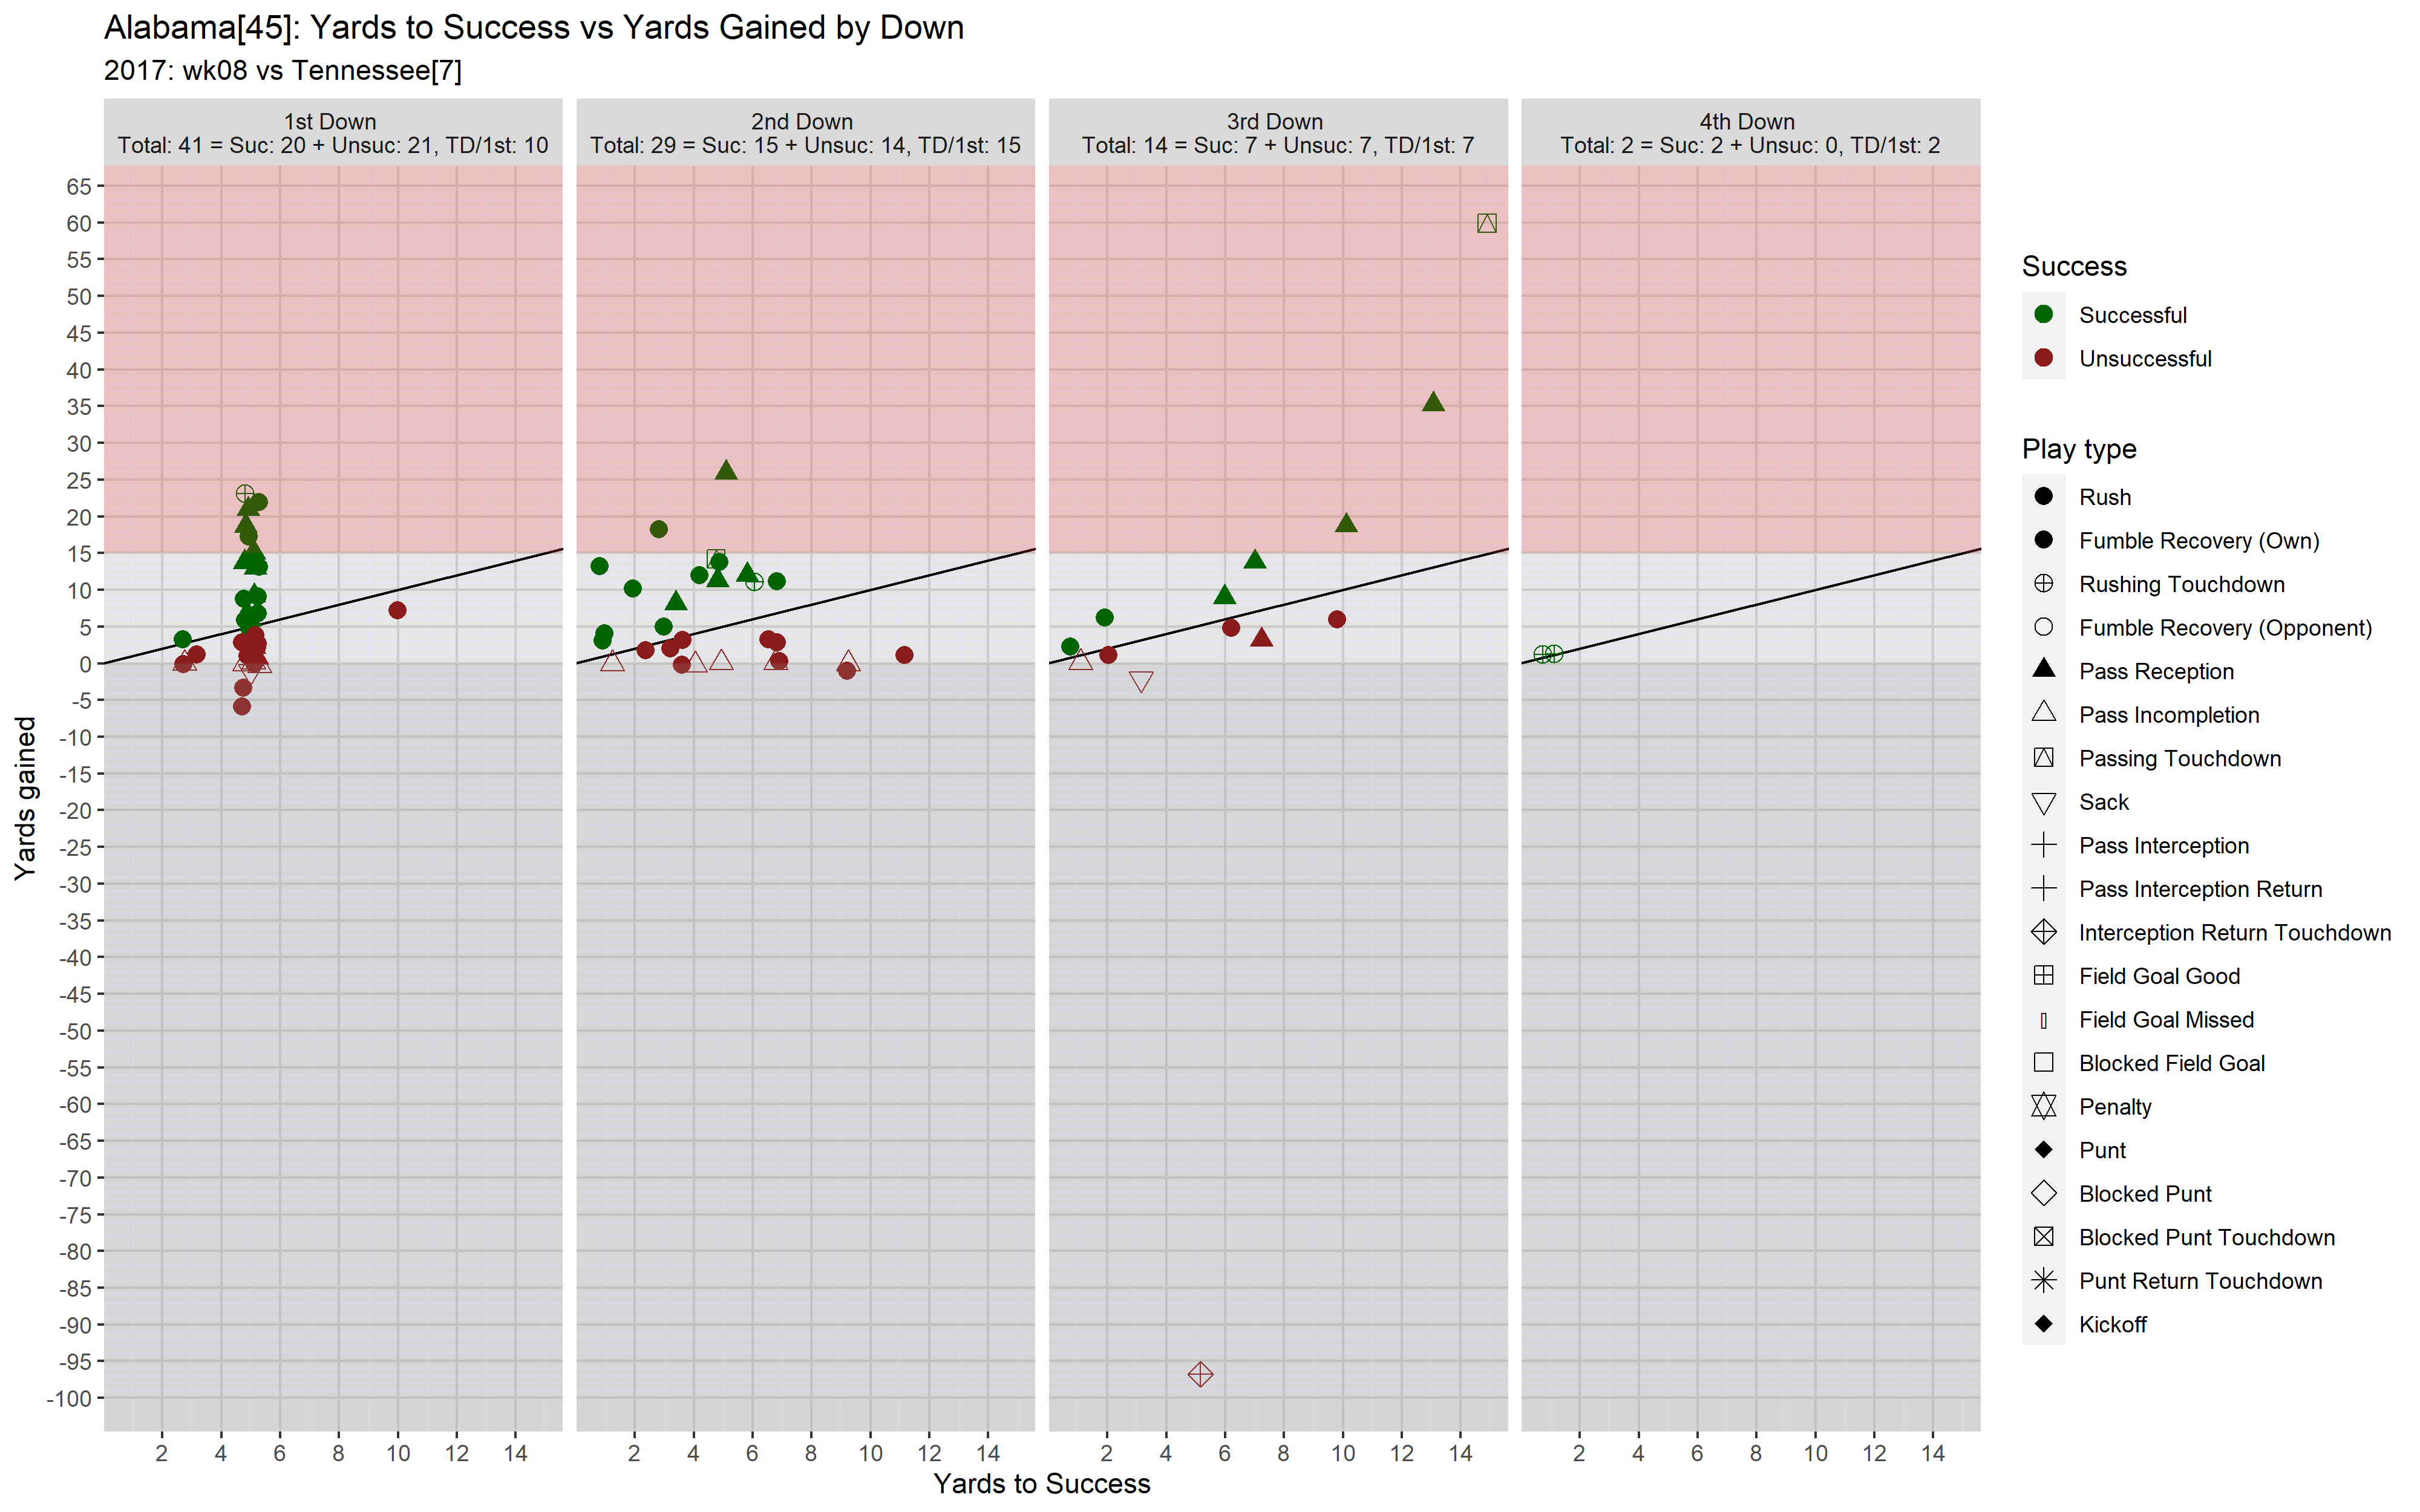 Alabama[45]: Yards to Success vs Yards Gained by Down
2017: wk08 vs Tennessee[7]
1st Down
Total: 41 = Suc: 20 + Unsuc: 21, TD/1st: 10
2nd Down
Total: 29 = Suc: 15 + Unsuc: 14, TD/1st: 15
3rd Down
Total: 14 = Suc: 7 + Unsuc: 7, TD/1st: 7
4th Down
Total: 2 = Suc: 2 + Unsuc: 0, TD/1st: 2
Yards gained
65
60
55
50
45
40
35
30
25
20
15
10
5
0
-5
-10
-15
-20
-25
-30
-35
-40
-45
-50
-55
-60
-65
-70
-75
-80
-85
-90
-95
-100
2 4 6 8 10 12 14
2 4 6 8 10 12 14
2 4 6 8 10 12 14
2 4 6 8 10 12 14
Yards to Success
Success
Successful
Unsuccessful
Play type
Rush
Fumble Recovery (Own)
Rushing Touchdown
Fumble Recovery (Opponent)
Pass Reception
Pass Incompletion
Passing Touchdown
Sack
Pass Interception
Pass Interception Return
Interception Return Touchdown
Field Goal Good
Field Goal Missed
Blocked Field Goal
Penalty
Punt
Blocked Punt
Blocked Punt Touchdown
Punt Return Touchdown
Kickoff